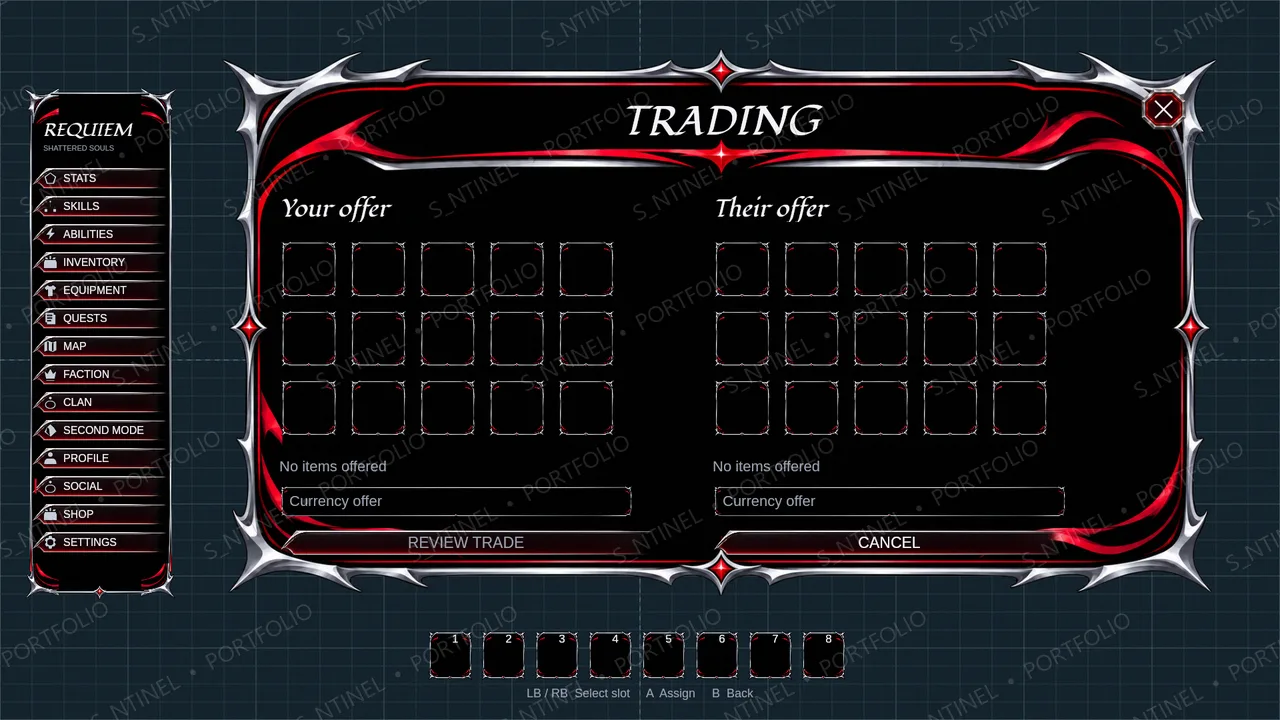 REQUIEM
SHATTERED SOULS
STATS
SKILLS
ABILITIES
INVENTORY
EQUIPMENT
QUESTS
MAP
FACTION
CLAN
SECOND MODE
PROFILE
SOCIAL
SHOP
SETTINGS
TRADING
Your offer
Their offer
No items offered
No items offered
Currency offer
Currency offer
REVIEW TRADE
CANCEL
1 2 3 4 5 6 7 8
LB / RB Select slot A Assign B Back
S_NTINEL • PORTFOLIO